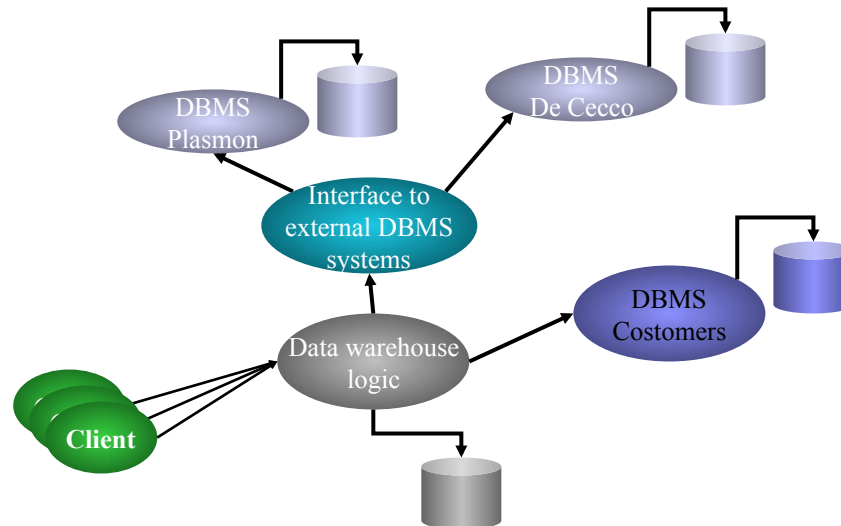 DBMS
Plasmon
DBMS
De Cecco
Interface to
external DBMS
systems
DBMS
Costomers
Data warehouse
logic
Client